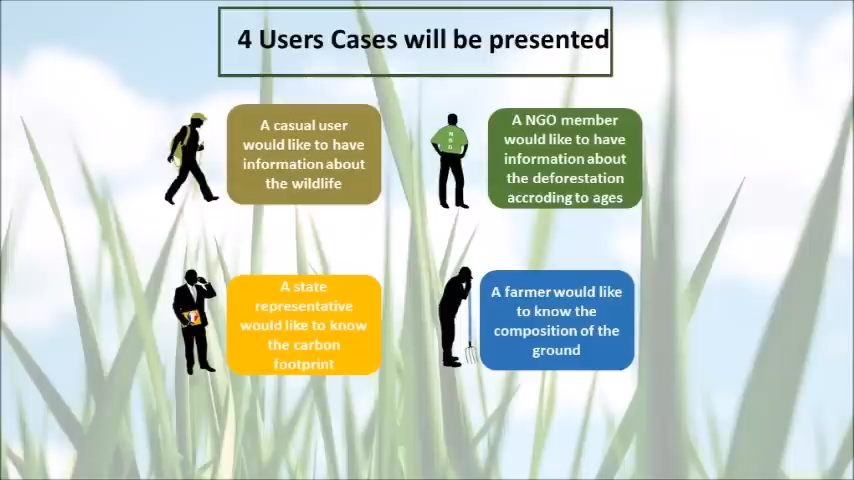 4 Users Cases will be presented
A casual user
would like to have
information about
the wildlife
N
G
O
A NGO member
would like to have
information about
the deforestation
accroding to ages
A state
representative
would like to know
the carbon
footprint
A farmer would like
to know the
composition of the
ground